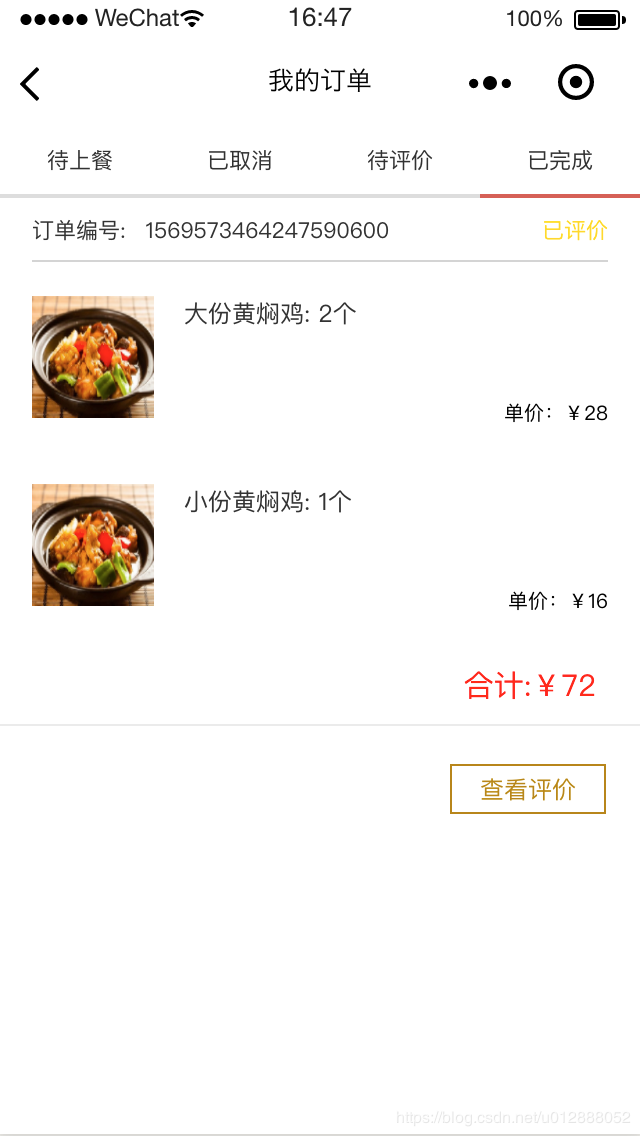 ●●●●● WeChat 16:47 100%
我的订单
待上餐 已取消 待评价 已完成
订单编号: 1569573464247590600 已评价
大份黄焖鸡: 2个
单价：￥28
小份黄焖鸡: 1个
单价：￥16
合计:￥72
查看评价
https://blog.csdn.net/u012888052